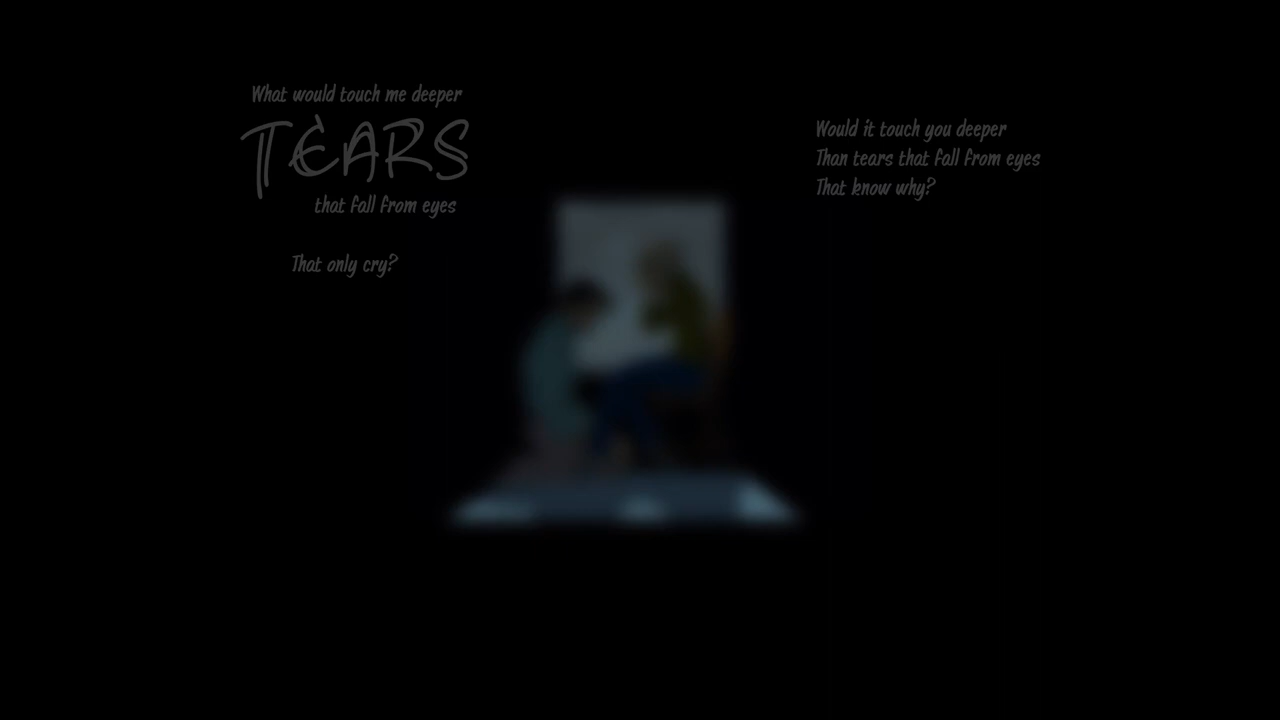 What would touch me deeper
TEARS
that fall from eyes
That only cry?
Would it touch you deeper
Than tears that fall from eyes
That know why?